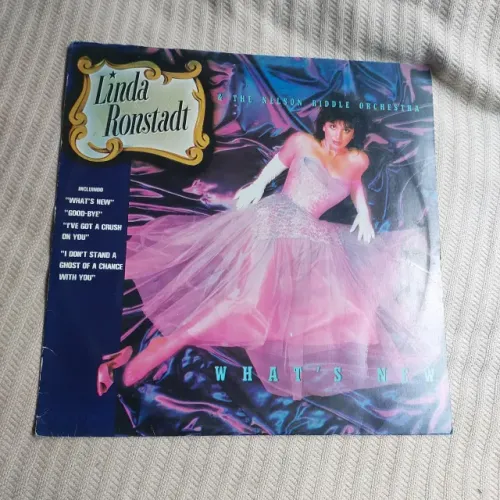 Linda
Ronstadt
& THE NELSON RIDDLE ORCHESTRA
INCLUDING
"WHAT'S NEW"
"GOOD-BYE"
"I'VE GOT A CRUSH
ON YOU"
"I DON'T STAND A
GHOST OF A CHANCE
WITH YOU"
WHAT'S NEW